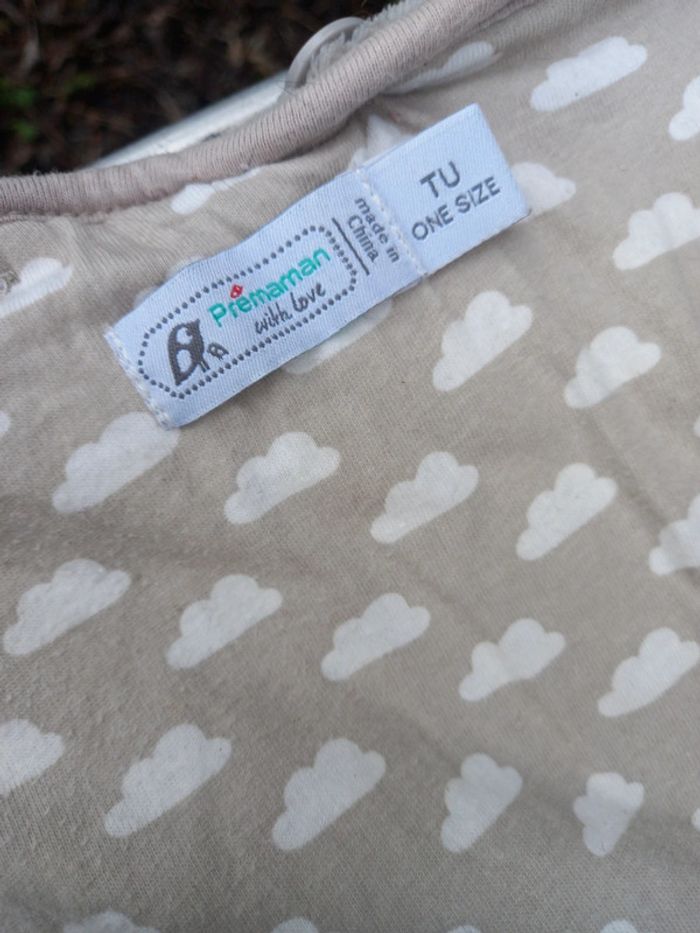 Prémaman
with love
made in
China
TU
ONE SIZE